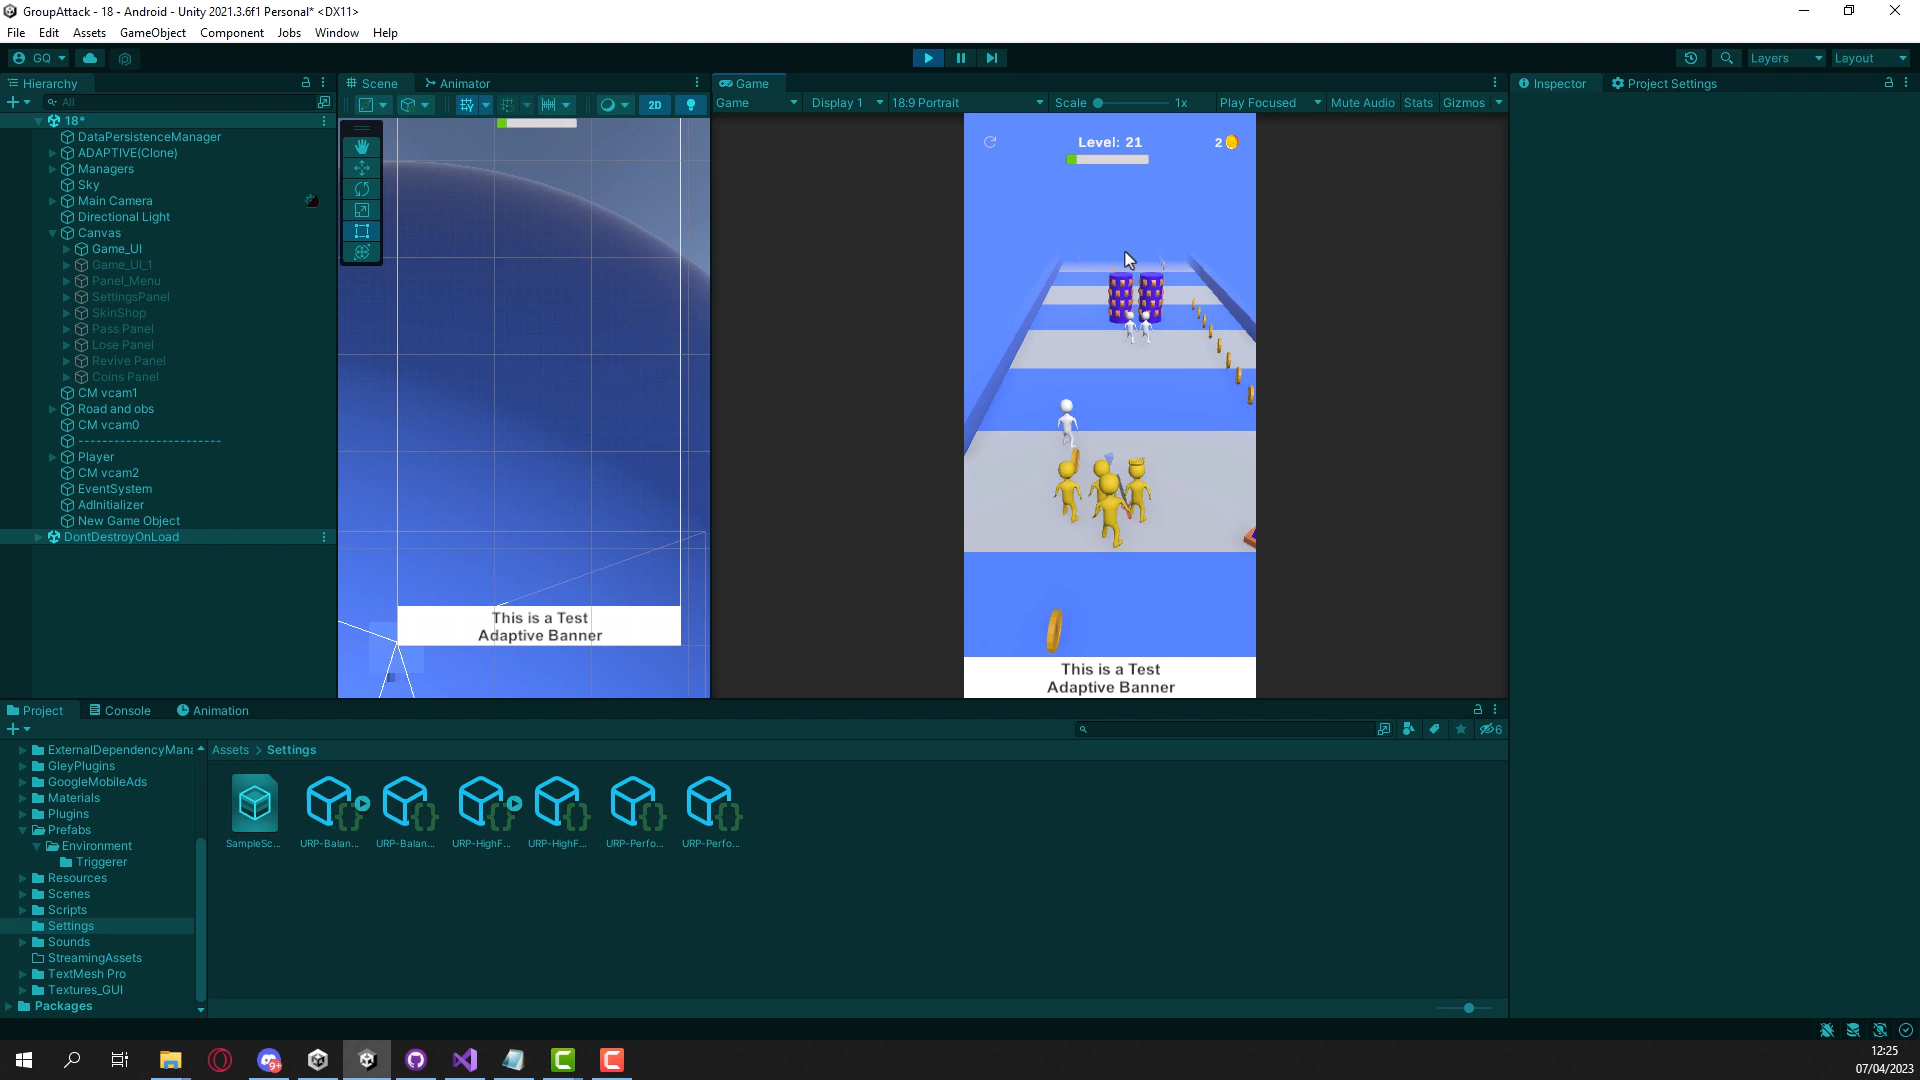 GroupAttack - 18 - Android - Unity 2021.3.6f1 Personal* <DX11>
File Edit Assets GameObject Component Jobs Window Help
GQ
Layers
Layout
Hierarchy
All
18*
DataPersistenceManager
ADAPTIVE(Clone)
Managers
Sky
Main Camera
Directional Light
Canvas
Game_UI
Game_UI_1
Panel_Menu
SettingsPanel
SkinShop
Pass Panel
Lose Panel
Revive Panel
Coins Panel
CM vcam1
Road and obs
CM vcam0
-------------------------
Player
CM vcam2
EventSystem
AdInitializer
New Game Object
DontDestroyOnLoad
Scene Animator
2D
This is a Test
Adaptive Banner
Game
Game Display 1 18:9 Portrait Scale 1x Play Focused Mute Audio Stats Gizmos
Level: 21 2
This is a Test
Adaptive Banner
Inspector Project Settings
Project Console Animation
6
ExternalDependencyMana
GleyPlugins
GoogleMobileAds
Materials
Plugins
Prefabs
Environment
Triggerer
Resources
Scenes
Scripts
Settings
Sounds
StreamingAssets
TextMesh Pro
Textures_GUI
Packages
Assets > Settings
SampleSc... URP-Balan... URP-Balan... URP-HighF... URP-HighF... URP-Perfo... URP-Perfo...
9+
12:25
07/04/2023